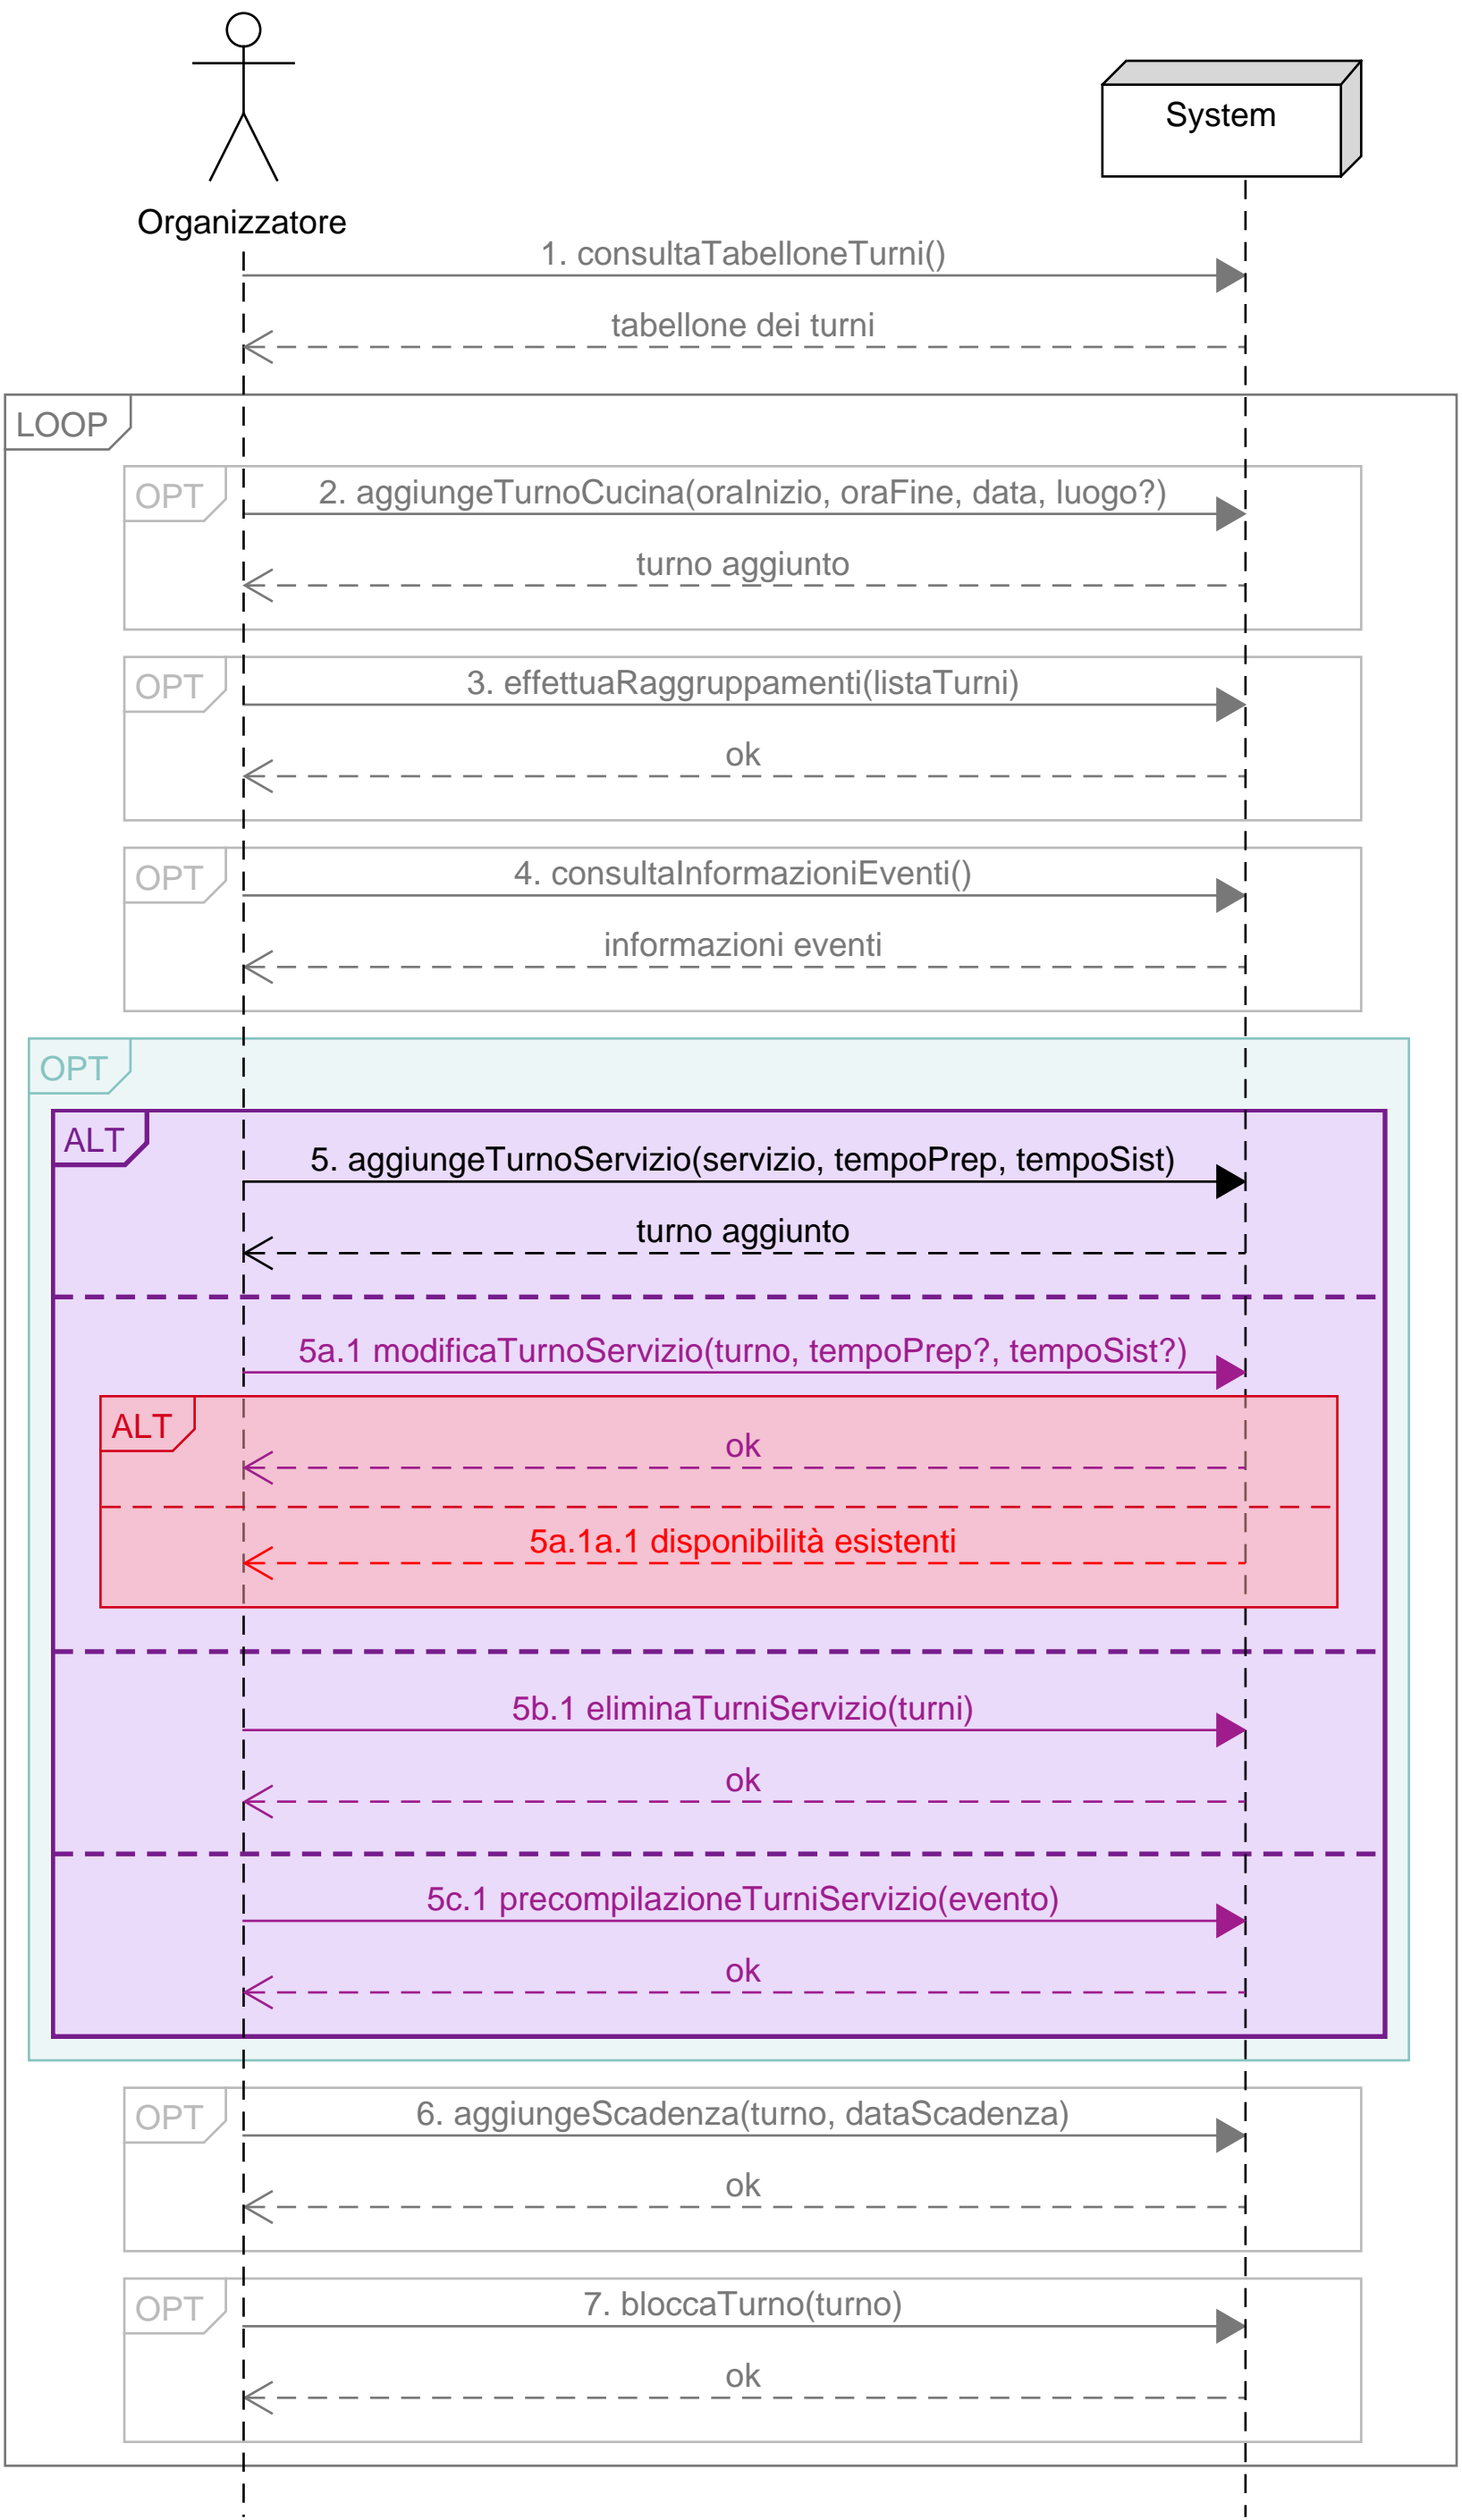 System
Organizzatore
1. consultaTabelloneTurni()
tabellone dei turni
LOOP
OPT
2. aggiungeTurnoCucina(oraInizio, oraFine, data, luogo?)
turno aggiunto
OPT
3. effettuaRaggruppamenti(listaTurni)
ok
OPT
4. consultaInformazioniEventi()
informazioni eventi
OPT
ALT
5. aggiungeTurnoServizio(servizio, tempoPrep, tempoSist)
turno aggiunto
5a.1 modificaTurnoServizio(turno, tempoPrep?, tempoSist?)
ALT
ok
5a.1a.1 disponibilità esistenti
5b.1 eliminaTurniServizio(turni)
ok
5c.1 precompilazioneTurniServizio(evento)
ok
OPT
6. aggiungeScadenza(turno, dataScadenza)
ok
OPT
7. bloccaTurno(turno)
ok